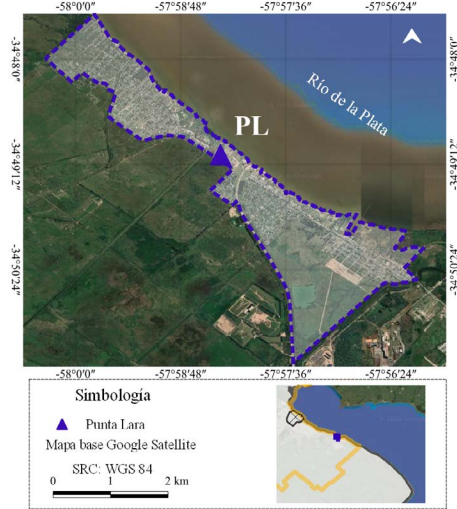 -58°0'0" -57°58'48" -57°57'36" -57°56'24"
-34°48'0" -34°48'0"
Río de la Plata
PL
-34°49'12" -34°49'12"
-34°50'24" -34°50'24"
-58°0'0" -57°58'48" -57°57'36" -57°56'24"
Simbología
Punta Lara
Mapa base Google Satellite
SRC: WGS 84
0 1 2 km